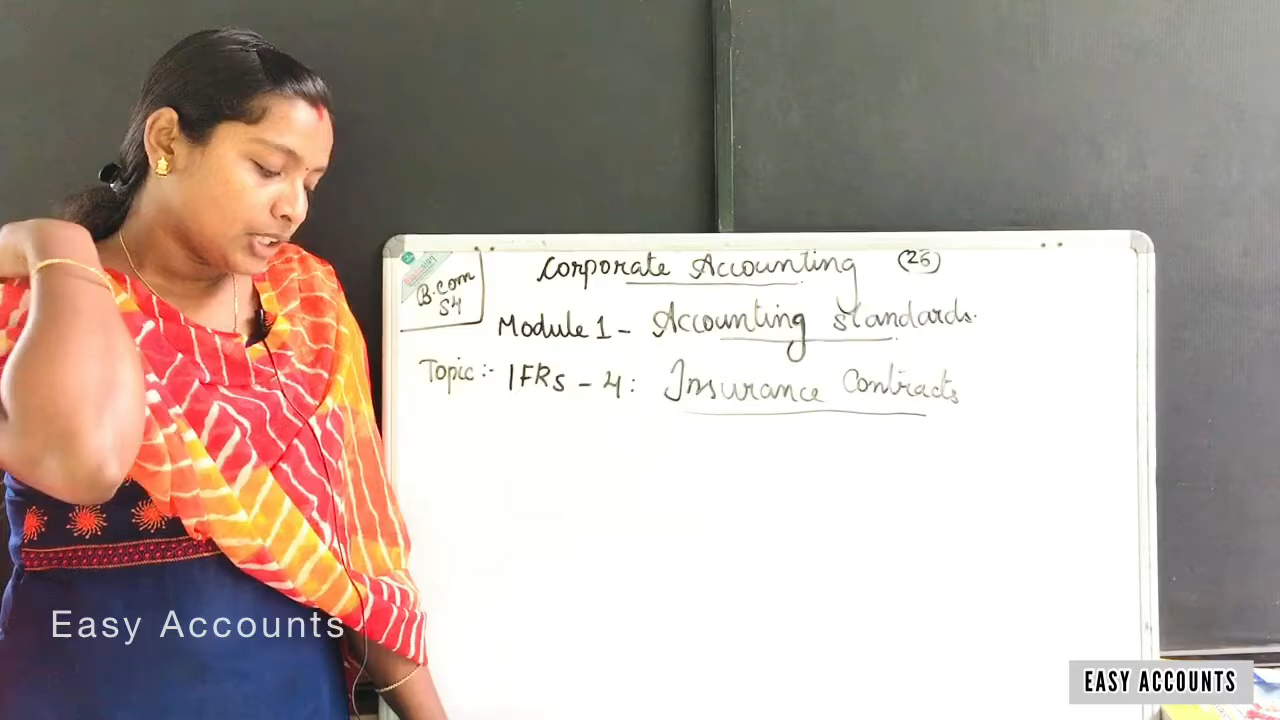 Corporate Accounting (26)
B.com
S4
Module 1 - Accounting Standards.
Topic:- IFRS - 4: Insurance Contracts
Easy Accounts
EASY ACCOUNTS